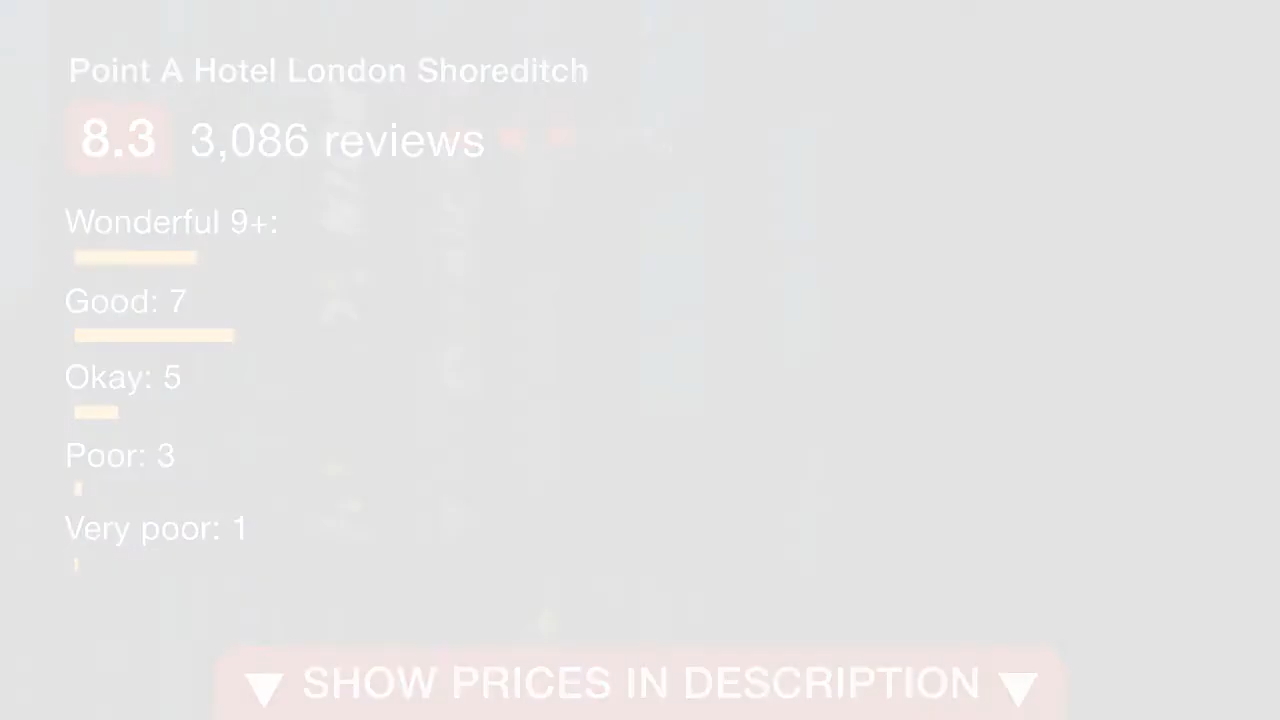 Point A Hotel London Shoreditch
8.3 3,086 reviews
Wonderful 9+:
Good: 7
Okay: 5
Poor: 3
Very poor: 1
▼ SHOW PRICES IN DESCRIPTION ▼